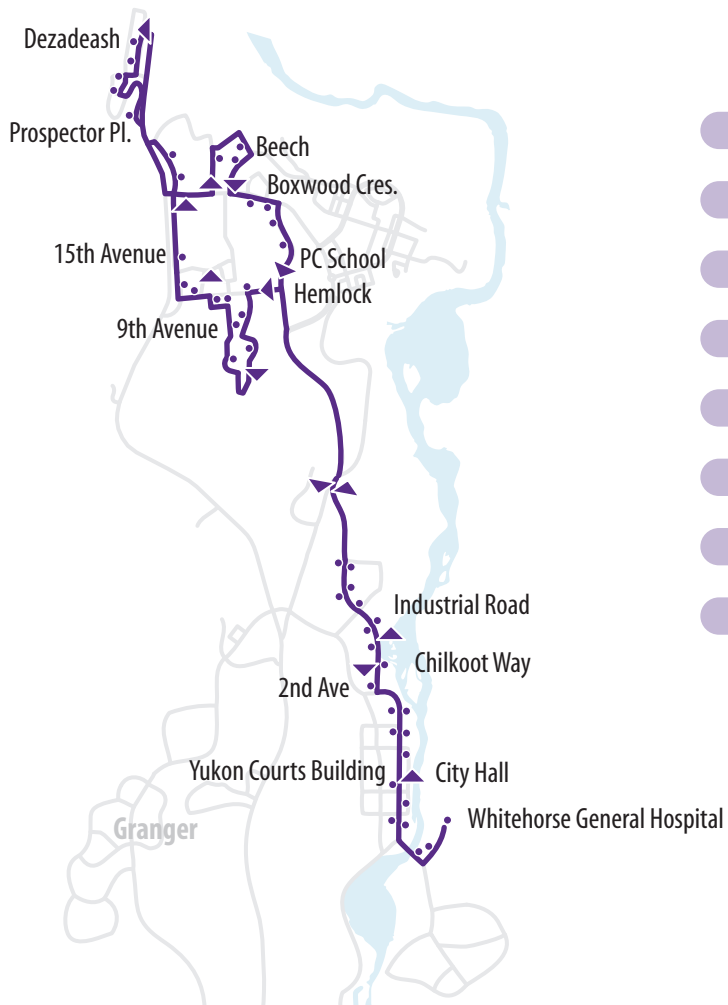 Dezadeash
Prospector Pl.
Beech
Boxwood Cres.
15th Avenue
PC School
Hemlock
9th Avenue
Industrial Road
Chilkoot Way
2nd Ave
Yukon Courts Building
City Hall
Whitehorse General Hospital
Granger